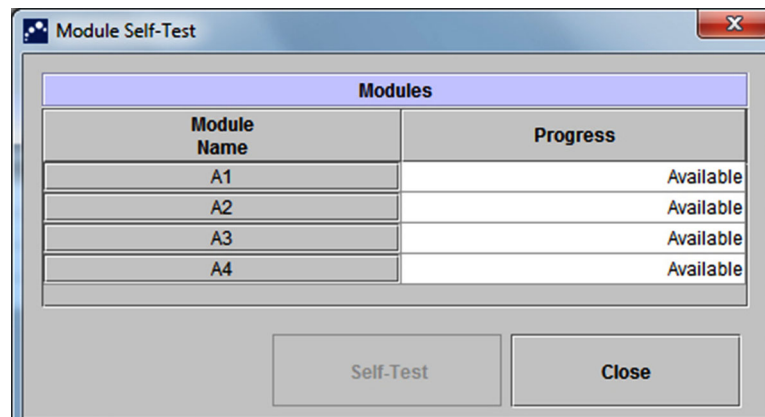 Module Self-Test
Modules
Module
Name
Progress
A1 Available
A2 Available
A3 Available
A4 Available
Self-Test Close